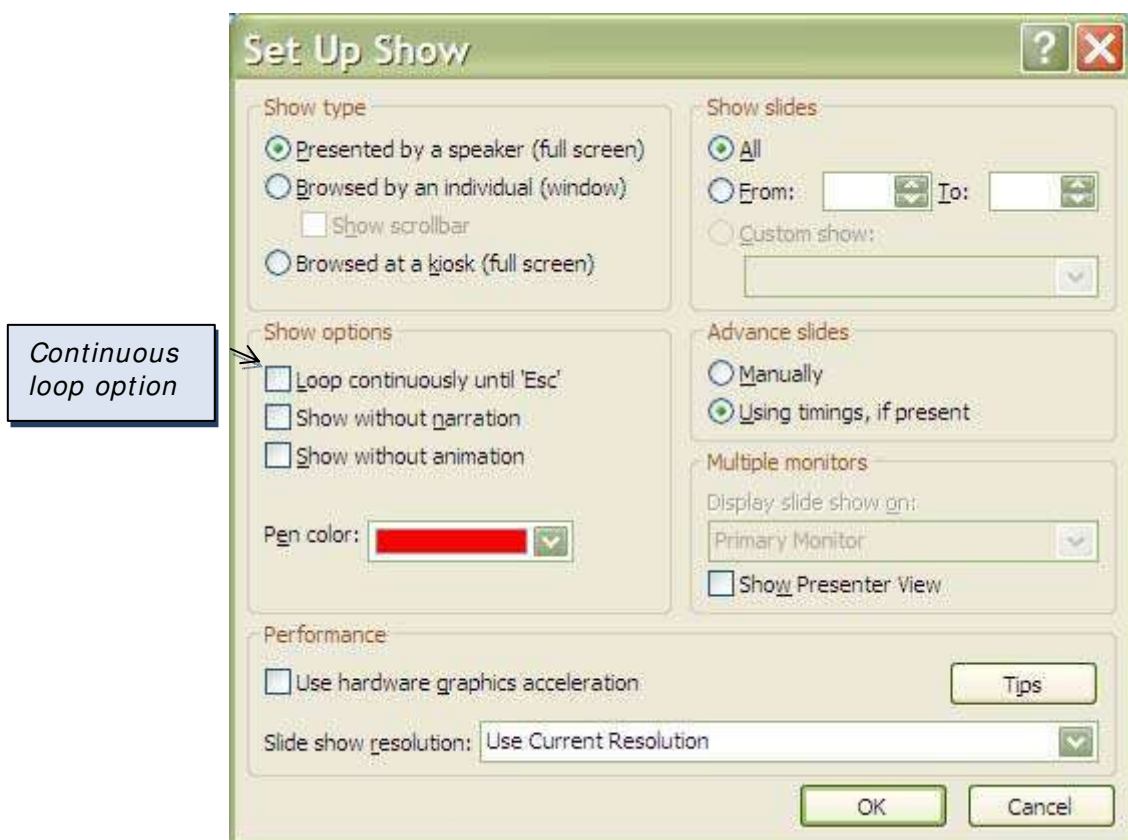 Set Up Show
Show type
Presented by a speaker (full screen)
Browsed by an individual (window)
Show scrollbar
Browsed at a kiosk (full screen)
Show slides
All
From: To:
Custom show:
Continuous
loop option
Show options
Loop continuously until 'Esc'
Show without narration
Show without animation
Pen color:
Advance slides
Manually
Using timings, if present
Multiple monitors
Display slide show on:
Primary Monitor
Show Presenter View
Performance
Use hardware graphics acceleration
Tips
Slide show resolution: Use Current Resolution
OK Cancel